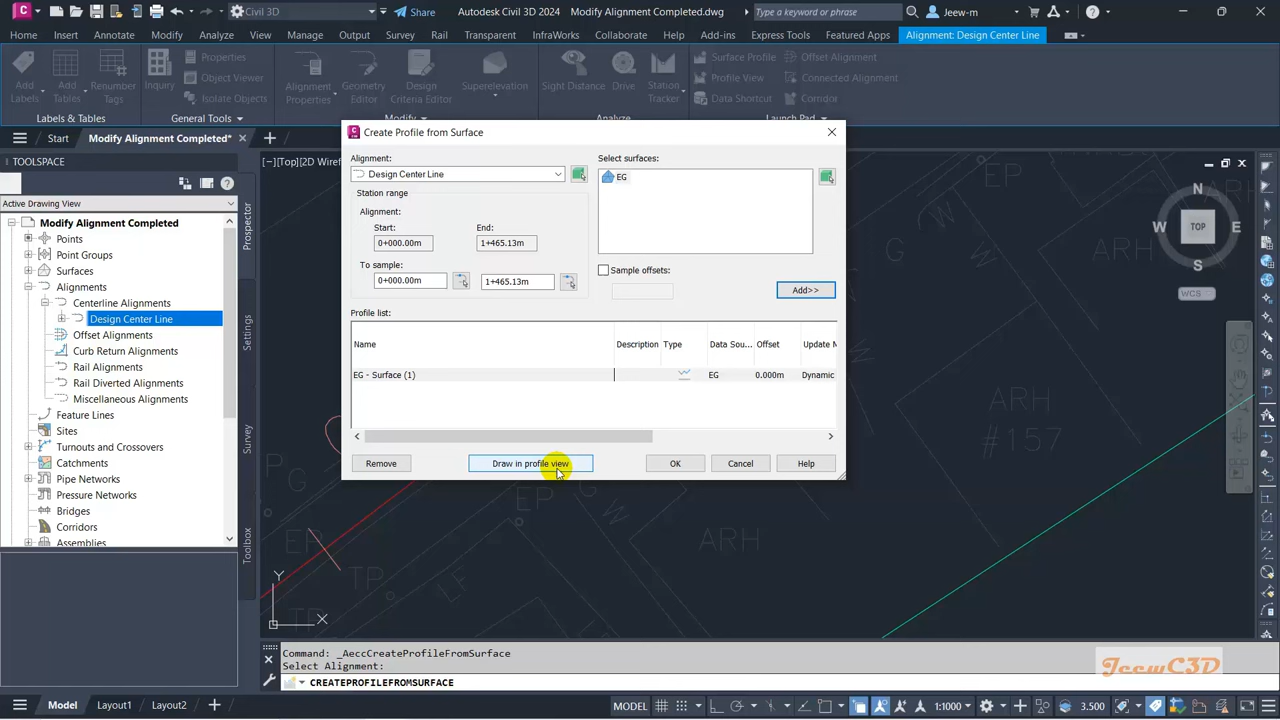 Civil 3D
Share
Autodesk Civil 3D 2024
Modify Alignment Completed.dwg
Type a keyword or phrase
Jeew-m
Home Insert Annotate Modify Analyze View Manage Output Survey Rail Transparent InfraWorks Collaborate Help Add-ins Express Tools Featured Apps Alignment: Design Center Line
Add Labels
Add Tables
Renumber Tags
Inquiry
Properties
Object Viewer
Isolate Objects
Alignment Properties
Geometry Editor
Design Criteria Editor
Superelevation
Sight Distance
Drive
Station Tracker
Surface Profile
Profile View
Data Shortcut
Offset Alignment
Connected Alignment
Corridor
Labels & Tables
General Tools
Modify
Analyze
Launch Pad
Start
Modify Alignment Completed*
TOOLSPACE
Active Drawing View
Modify Alignment Completed
Points
Point Groups
Surfaces
Alignments
Centerline Alignments
Design Center Line
Offset Alignments
Curb Return Alignments
Rail Alignments
Rail Diverted Alignments
Miscellaneous Alignments
Feature Lines
Sites
Turnouts and Crossovers
Catchments
Pipe Networks
Pressure Networks
Bridges
Corridors
Assemblies
Prospector
Settings
Survey
Toolbox
[−][Top][2D Wirefr
Create Profile from Surface
Alignment:
Design Center Line
Station range
Alignment:
Start:
End:
0+000.00m
1+465.13m
To sample:
0+000.00m
1+465.13m
Select surfaces:
EG
Sample offsets:
Add>>
Profile list:
Name Description Type Data Sou... Offset Update M
EG - Surface (1) EG 0.000m Dynamic
Remove
Draw in profile view
OK
Cancel
Help
N
W TOP E
S
WCS
EP
ARH
ARH
#157
G W
EP
ARH
EP
TP
LE
TP
Y
X
Command: _AeccCreateProfileFromSurface
Select Alignment:
CREATEPROFILEFROMSURFACE
JeewC3D
Model
Layout1
Layout2
MODEL
1:1000
3.500